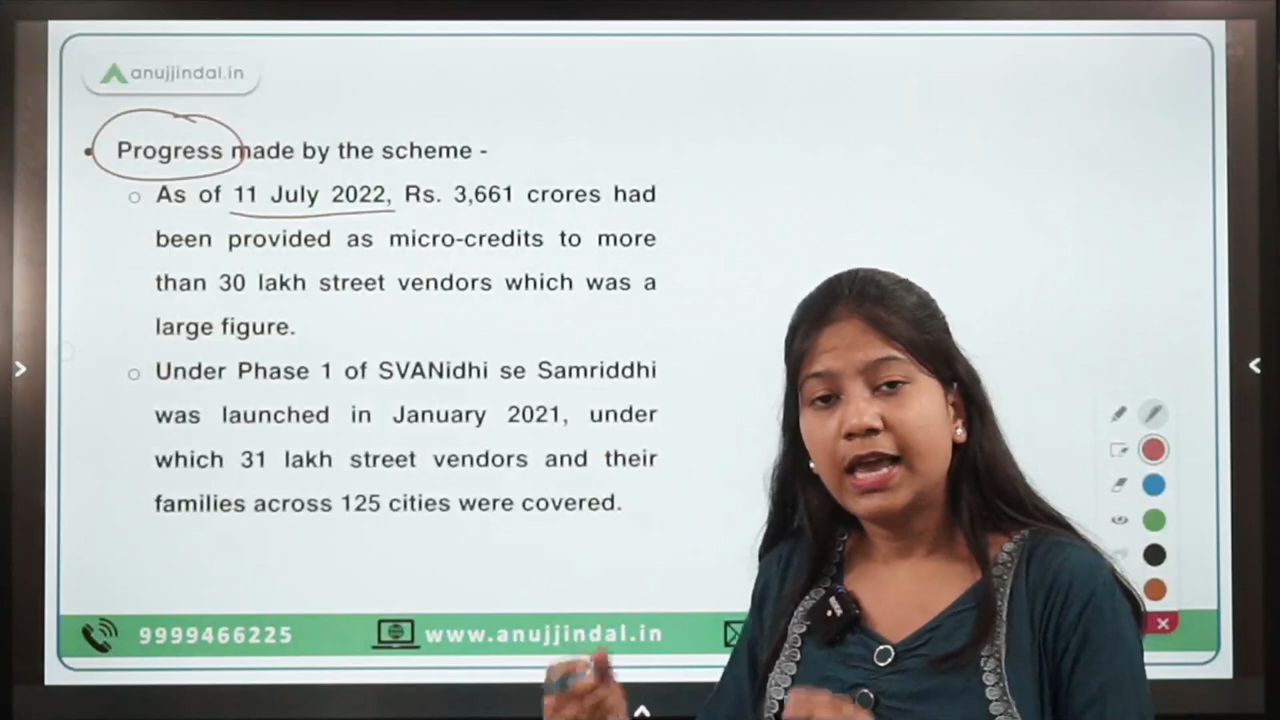 anujjindal.in
• Progress made by the scheme -
○ As of 11 July 2022, Rs. 3,661 crores had
been provided as micro-credits to more
than 30 lakh street vendors which was a
large figure.
○ Under Phase 1 of SVANidhi se Samriddhi
was launched in January 2021, under
which 31 lakh street vendors and their
families across 125 cities were covered.
9999466225
www.anujjindal.in